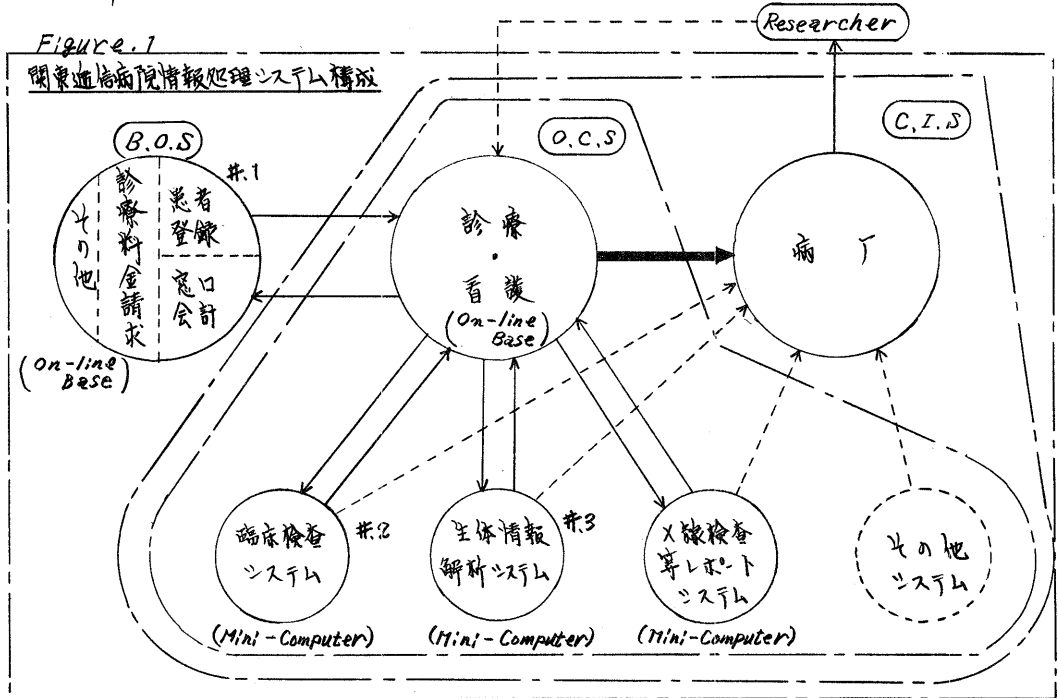 Researcher
Figure.1
関東逓信病院情報処理システム構成
B.O.S
O.C.S
C.I.S
#.1
その他
診療料金請求
患者
登録
窓口
会計
(On-line
Base)
診療
・
看護
(On-line
Base)
病歴
臨床検査
システム
#.2
(Mini-Computer)
生体情報
解析システム
#.3
(Mini-Computer)
X線検査
等レポート
システム
(Mini-Computer)
その他
システム